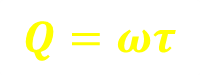 Q = ωτ